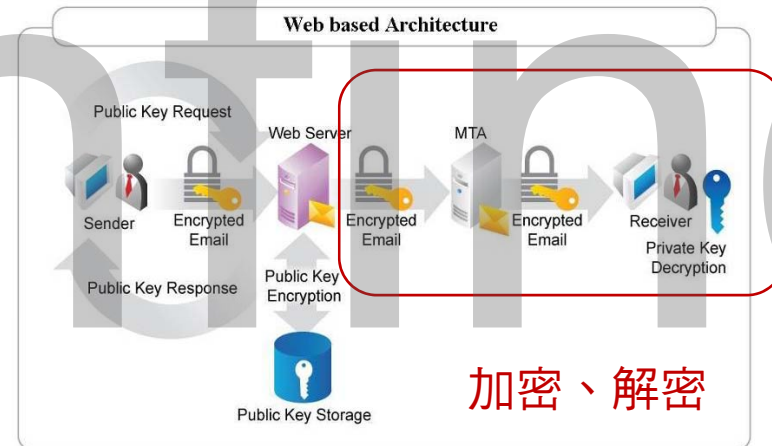 Web based Architecture
Public Key Request
Web Server
MTA
Sender
Encrypted
Email
Encrypted
Email
Encrypted
Email
Receiver
Private Key
Decryption
Public Key Response
Public Key
Encryption
Public Key Storage
加密、解密